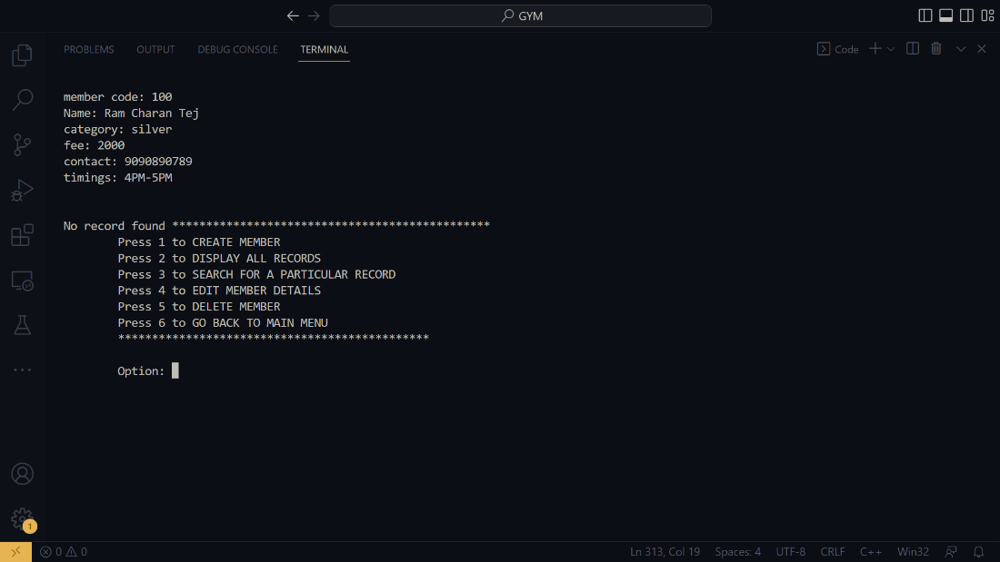 GYM
PROBLEMS OUTPUT DEBUG CONSOLE TERMINAL Code
member code: 100
Name: Ram Charan Tej
category: silver
fee: 2000
contact: 9090890789
timings: 4PM-5PM
No record found ***********************************************
Press 1 to CREATE MEMBER
Press 2 to DISPLAY ALL RECORDS
Press 3 to SEARCH FOR A PARTICULAR RECORD
Press 4 to EDIT MEMBER DETAILS
Press 5 to DELETE MEMBER
Press 6 to GO BACK TO MAIN MENU
**********************************************
Option:
1
0 0 Ln 313, Col 19 Spaces: 4 UTF-8 CRLF C++ Win32